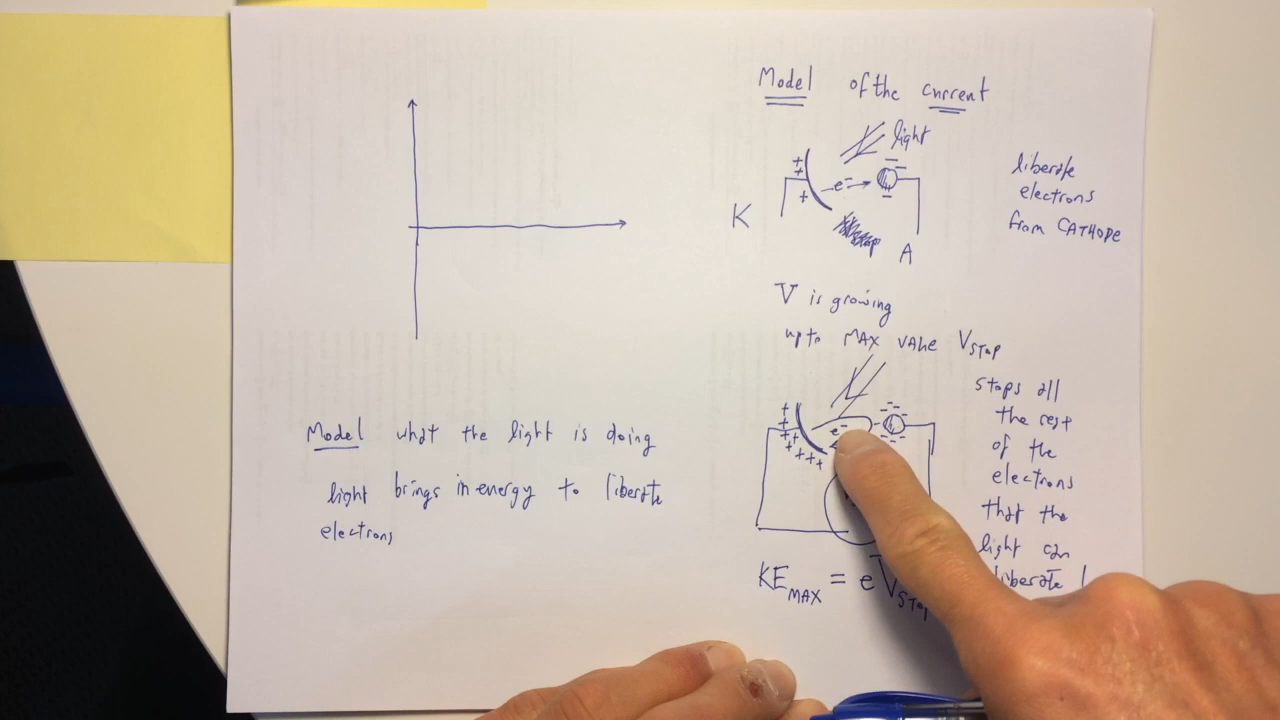 Model of the current
light
liberate
electrons
from CATHODE
e-
K
A
V is growing
up to MAX value VSTOP
stops all
the rest
of the
electrons
that the
light can
liberate !
e-
KEMAX = e VSTOP
Model what the light is doing
light brings in energy to liberate
electrons